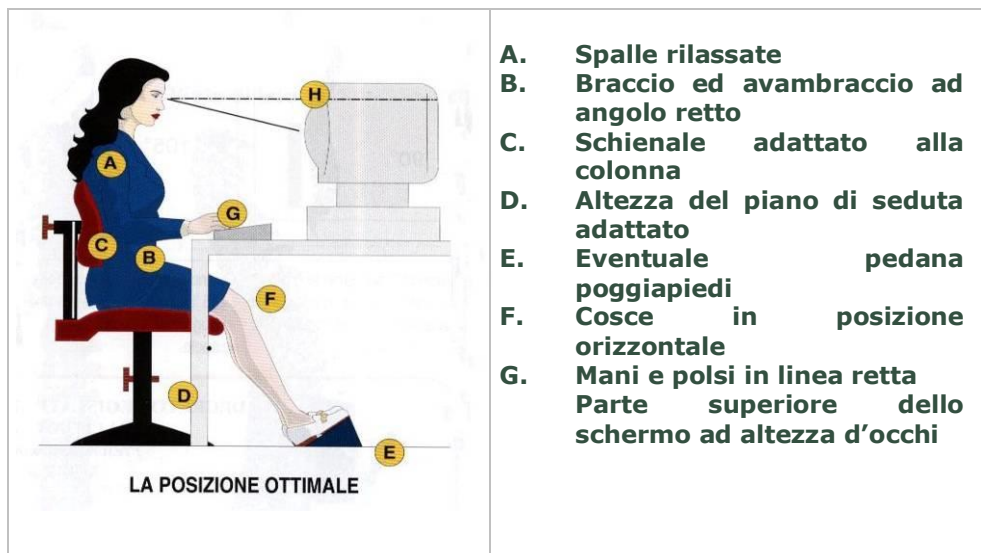 H
A
G
C
B
F
D
E
LA POSIZIONE OTTIMALE
A. Spalle rilassate
B. Braccio ed avambraccio ad
angolo retto
C. Schienale adattato alla
colonna
D. Altezza del piano di seduta
adattato
E. Eventuale pedana
poggiapiedi
F. Cosce in posizione
orizzontale
G. Mani e polsi in linea retta
Parte superiore dello
schermo ad altezza d’occhi